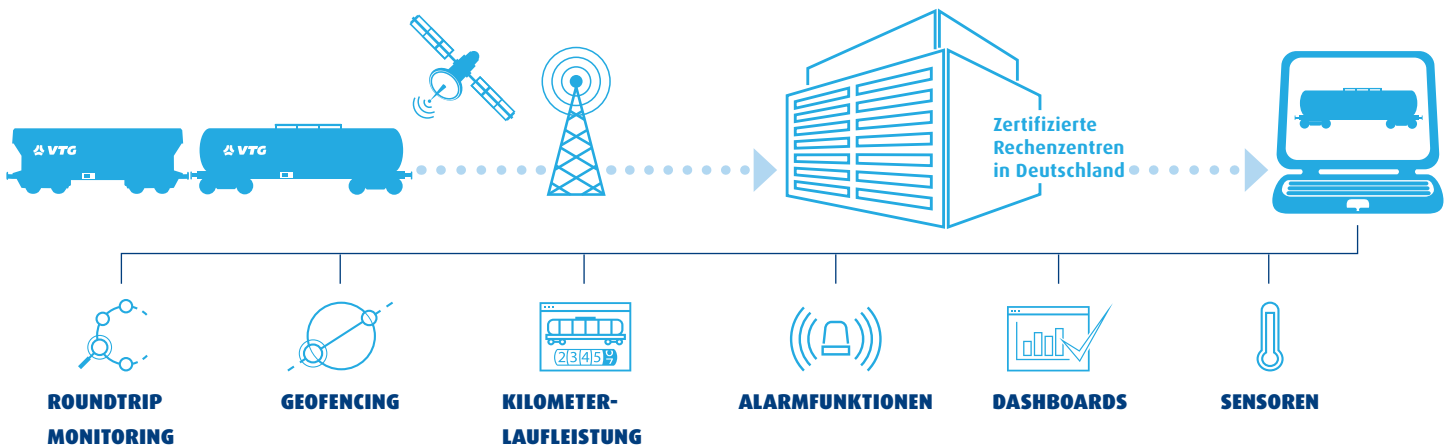 VTG
VTG
Zertifizierte
Rechenzentren
in Deutschland
2345
ROUNDTRIP
MONITORING
GEOFENCING
KILOMETER-
LAUFLEISTUNG
ALARMFUNKTIONEN
DASHBOARDS
SENSOREN